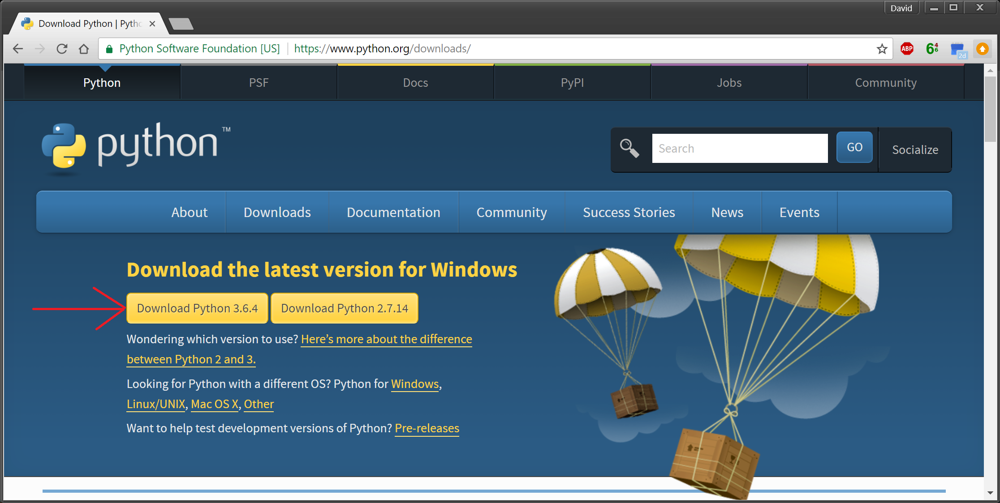 David
Download Python | Pytho
Python Software Foundation [US] https://www.python.org/downloads/
ABP
6 4 6
2d
Python PSF Docs PyPI Jobs Community
python™
Search GO Socialize
About Downloads Documentation Community Success Stories News Events
Download the latest version for Windows
Download Python 3.6.4 Download Python 2.7.14
Wondering which version to use? Here’s more about the difference
between Python 2 and 3.
Looking for Python with a different OS? Python for Windows,
Linux/UNIX, Mac OS X, Other
Want to help test development versions of Python? Pre-releases